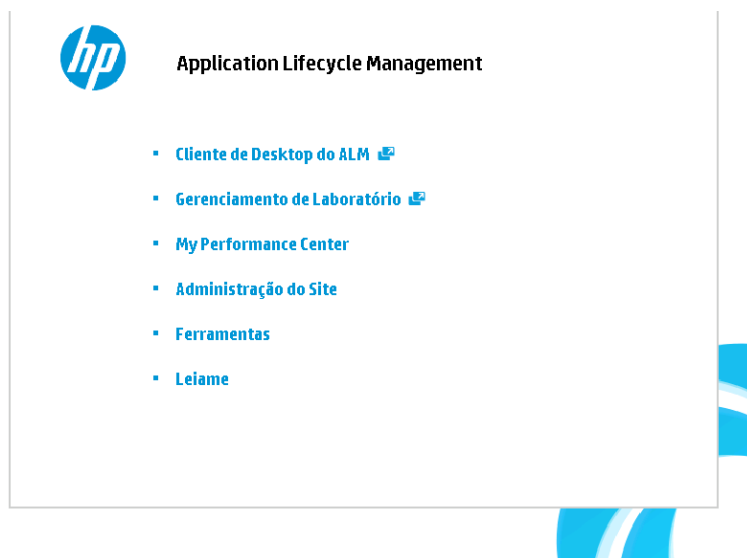 hp
Application Lifecycle Management
Cliente de Desktop do ALM
Gerenciamento de Laboratório
My Performance Center
Administração do Site
Ferramentas
Leiame